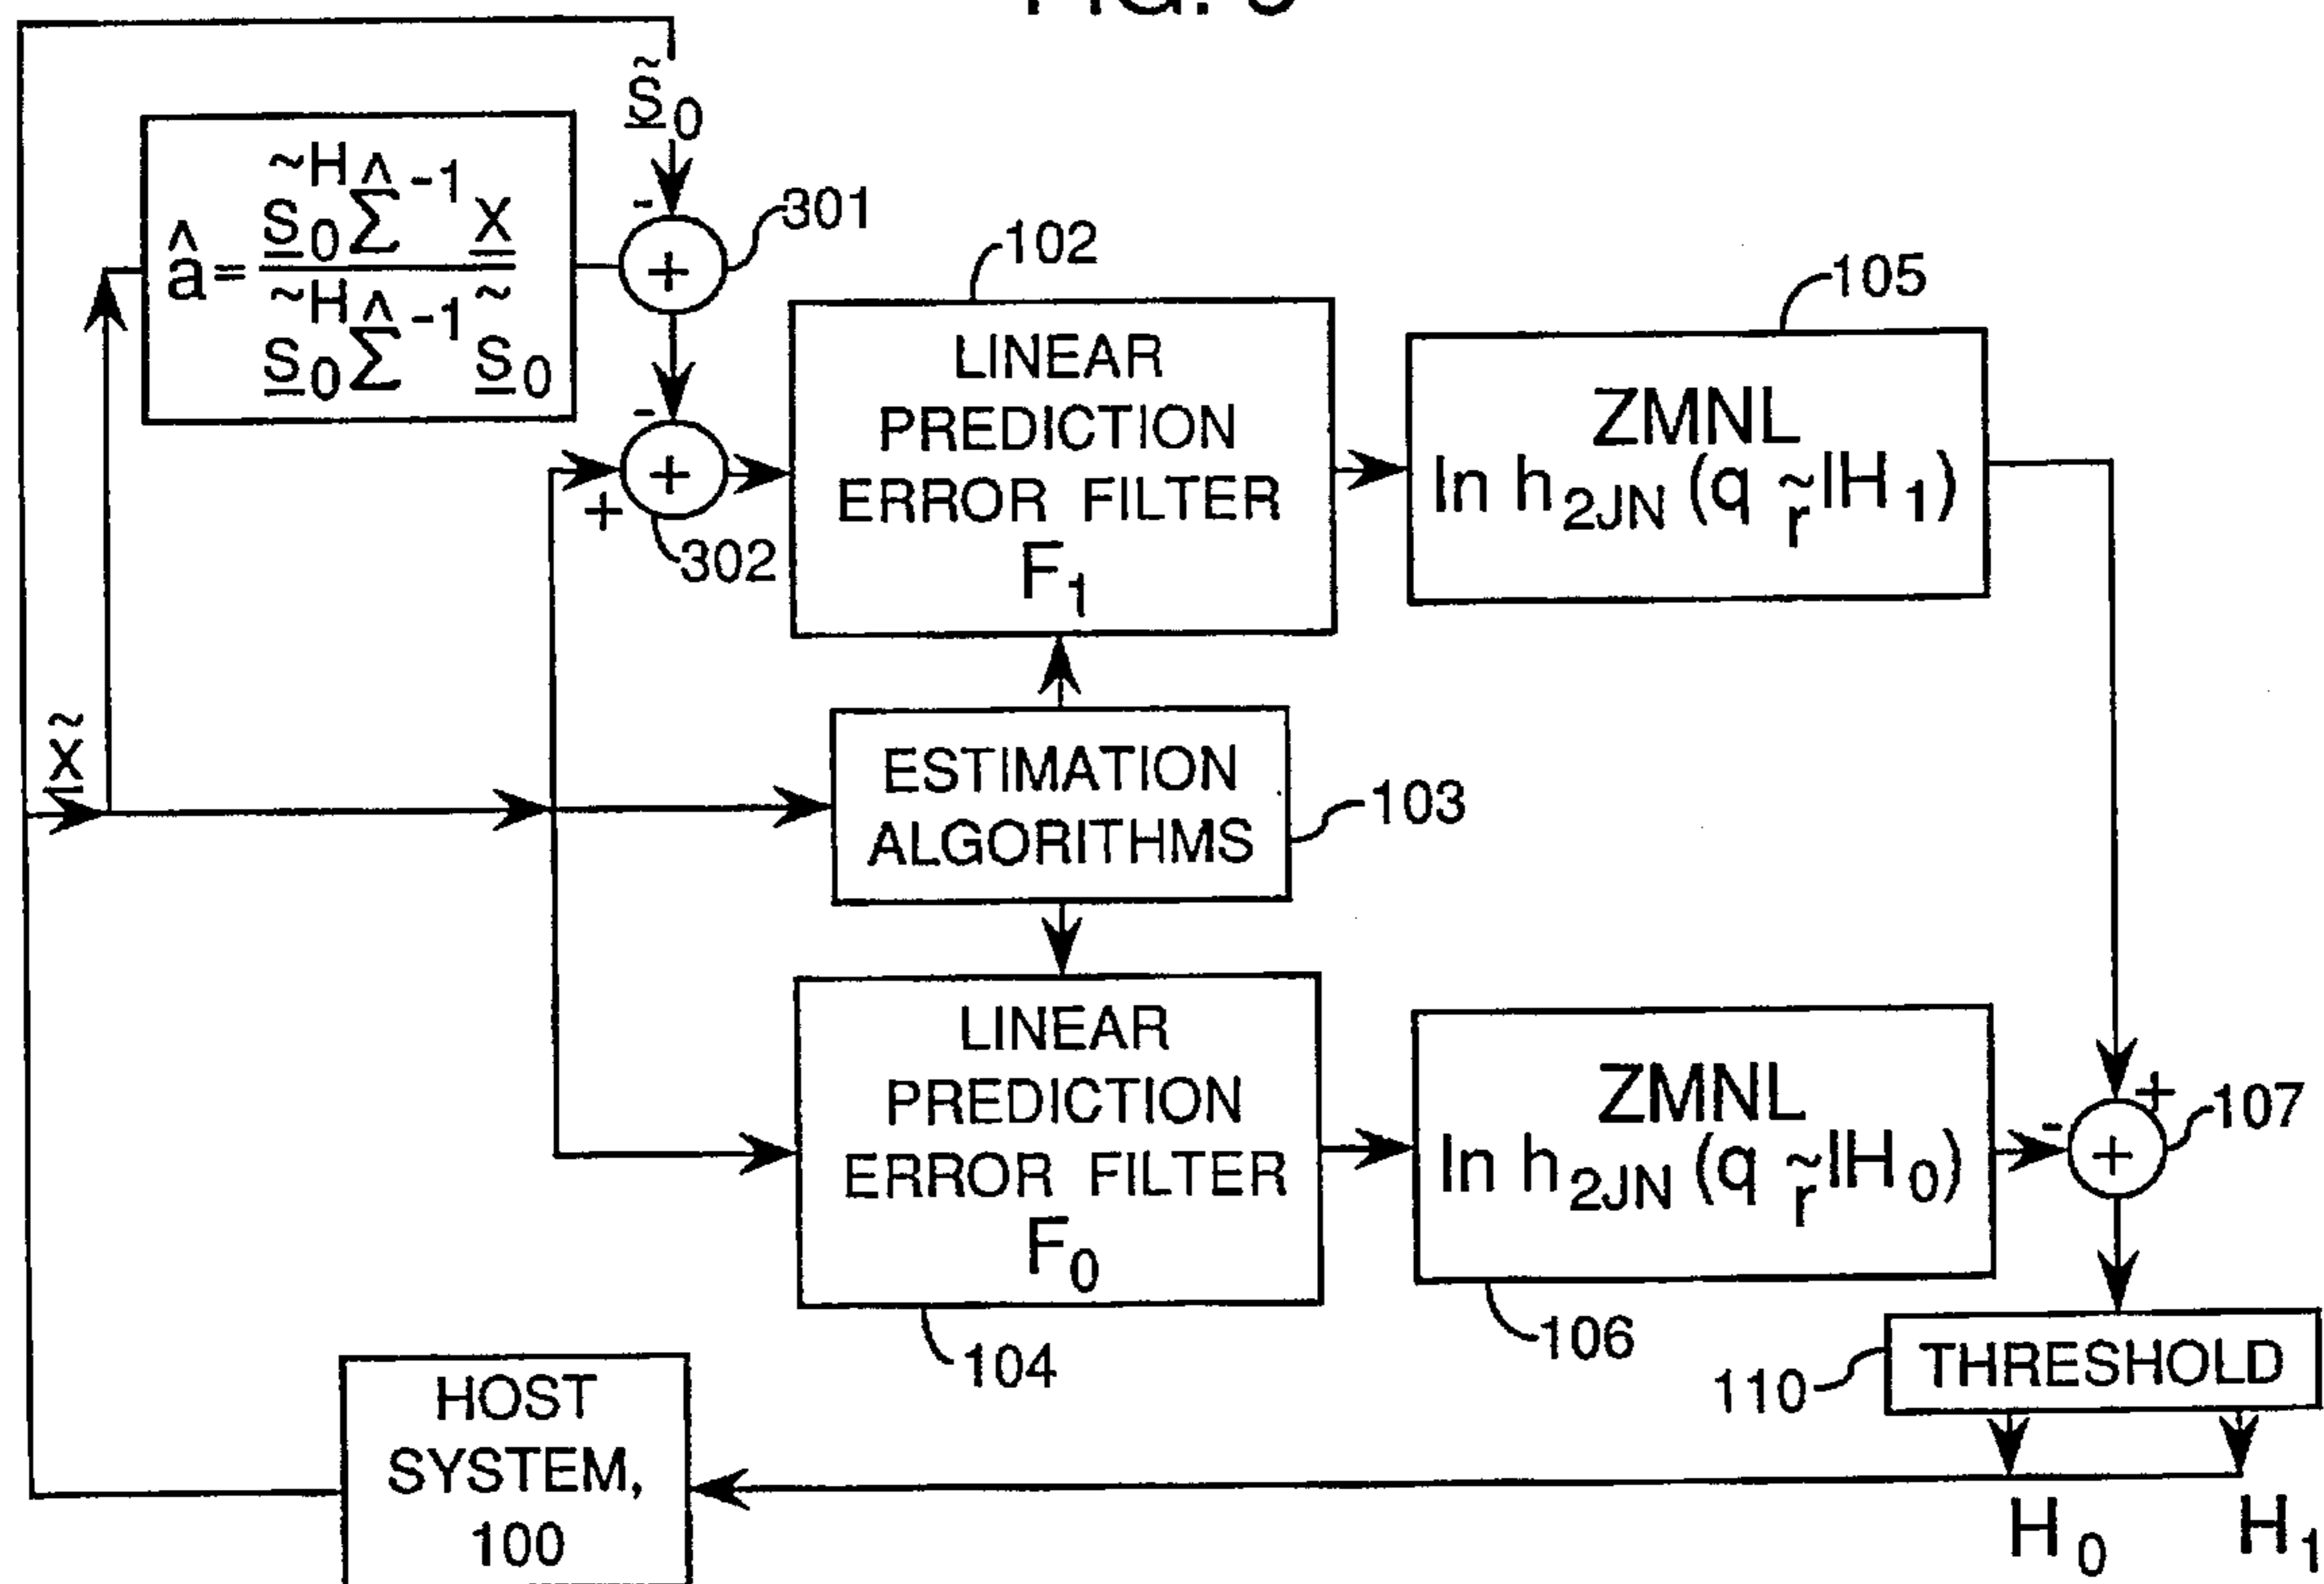 s̃0
â = s̃0^H Σ̂^-1 x̃ / s̃0^H Σ̂^-1 s̃0
-
+
301
102
105
LINEAR
PREDICTION
ERROR FILTER
F1
ZMNL
ln h2JN (q r̃|H1)
-
+
+
302
x̃
ESTIMATION
ALGORITHMS
103
LINEAR
PREDICTION
ERROR FILTER
F0
104
ZMNL
ln h2JN (q r̃|H0)
106
+
-
+
107
THRESHOLD
110
HOST
SYSTEM,
100
H0
H1